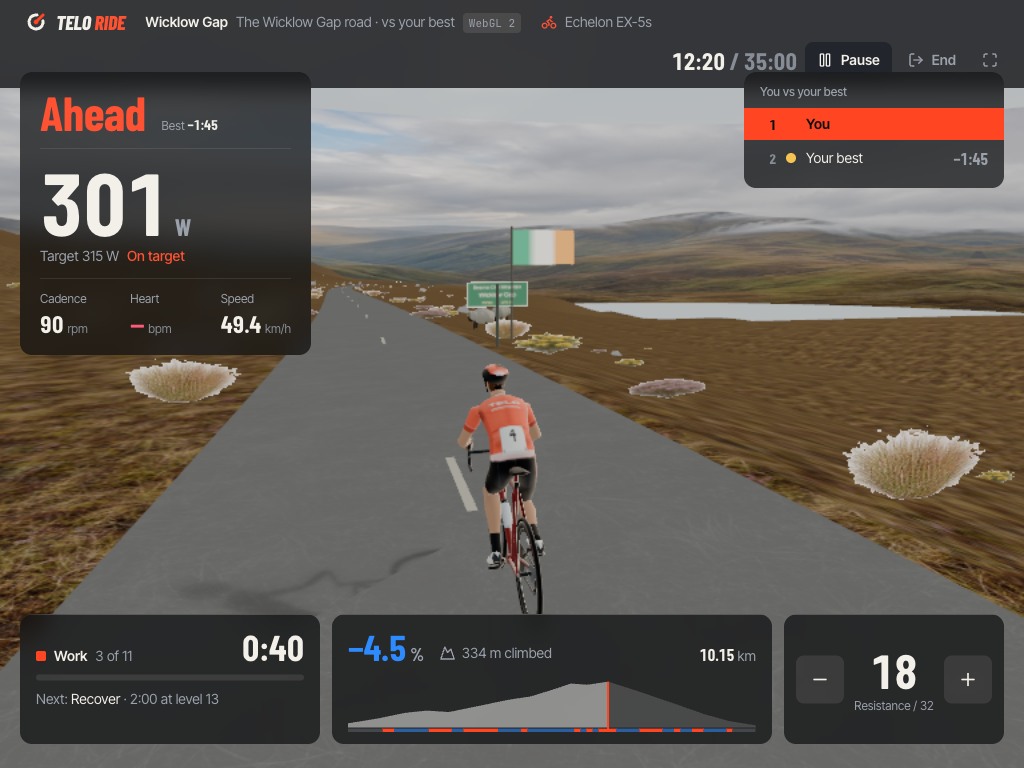 TELO RIDE Wicklow Gap The Wicklow Gap road · vs your best WebGL 2 Echelon EX-5s
12:20 / 35:00 Pause End
Ahead Best −1:45
301 W
Target 315 W On target
Cadence Heart Speed
90 rpm – bpm 49.4 km/h
You vs your best
1 You
2 Your best −1:45
4
Work 3 of 11 0:40
Next: Recover · 2:00 at level 13
−4.5 % 334 m climbed 10.15 km
− 18 +
Resistance / 32